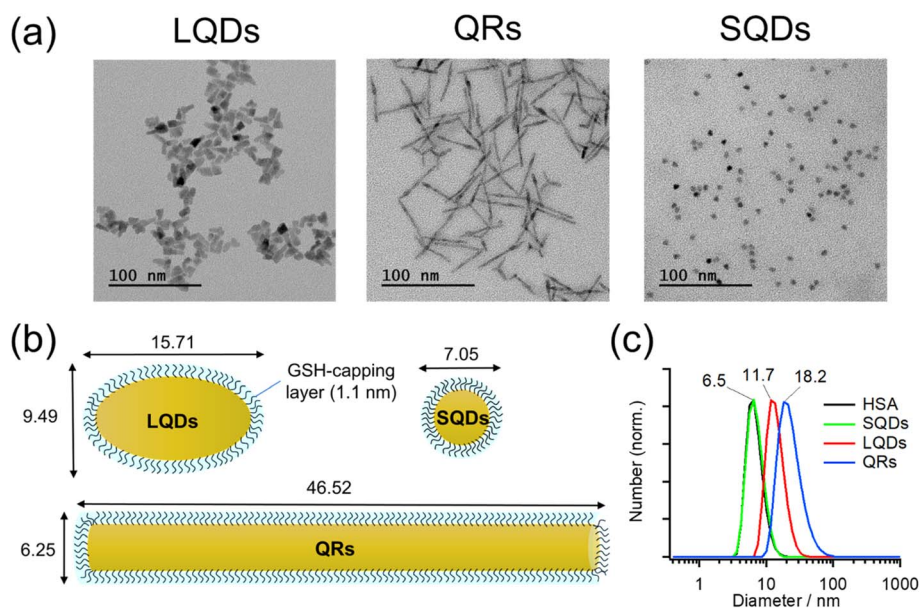 (a)
LQDs
QRs
SQDs
100 nm
100 nm
100 nm
(b)
15.71
GSH-capping
layer (1.1 nm)
9.49
LQDs
7.05
SQDs
46.52
6.25
QRs
(c)
6.5
11.7
18.2
HSA
SQDs
LQDs
QRs
Number (norm.)
1
10
100
1000
Diameter / nm